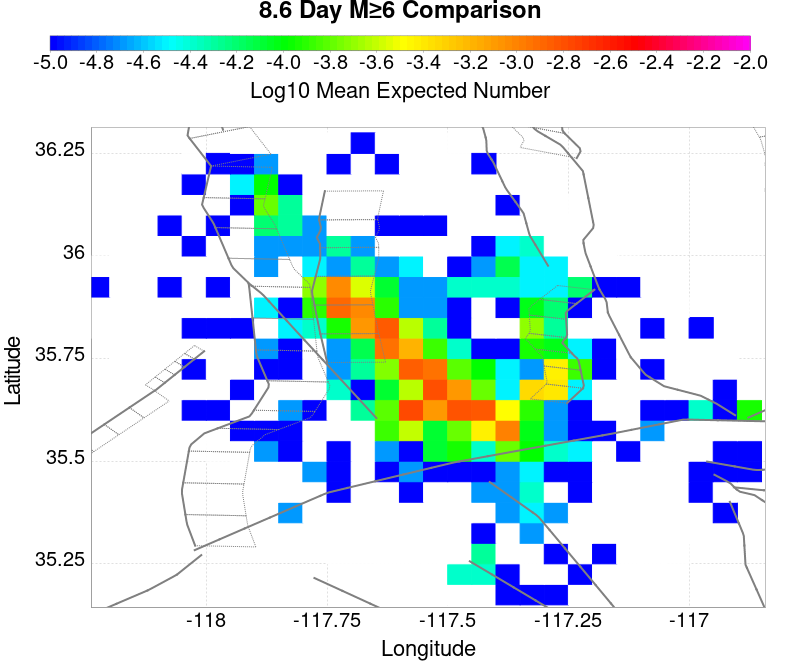 8.6 Day M≥6 Comparison
-5.0 -4.8 -4.6 -4.4 -4.2 -4.0 -3.8 -3.6 -3.4 -3.2 -3.0 -2.8 -2.6 -2.4 -2.2 -2.0
Log10 Mean Expected Number
36.25
36
35.75
35.5
35.25
Latitude
-118 -117.75 -117.5 -117.25 -117
Longitude